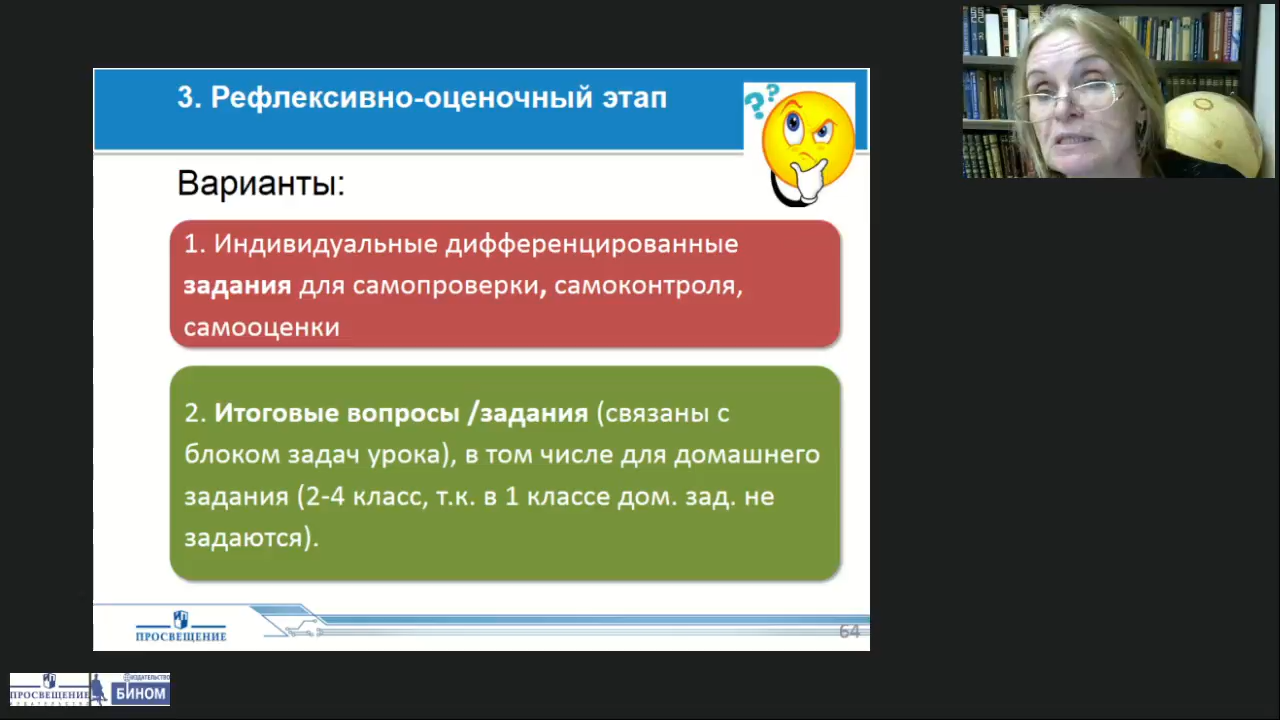 3. Рефлексивно-оценочный этап
??
Варианты:
1. Индивидуальные дифференцированные
задания для самопроверки, самоконтроля,
самооценки
2. Итоговые вопросы /задания (связаны с
блоком задач урока), в том числе для домашнего
задания (2-4 класс, т.к. в 1 классе дом. зад. не
задаются).
ПРОСВЕЩЕНИЕ
64
ПРОСВЕЩЕНИЕ
ИЗДАТЕЛЬСТВО
ИЗДАТЕЛЬСТВО
БИНОМ